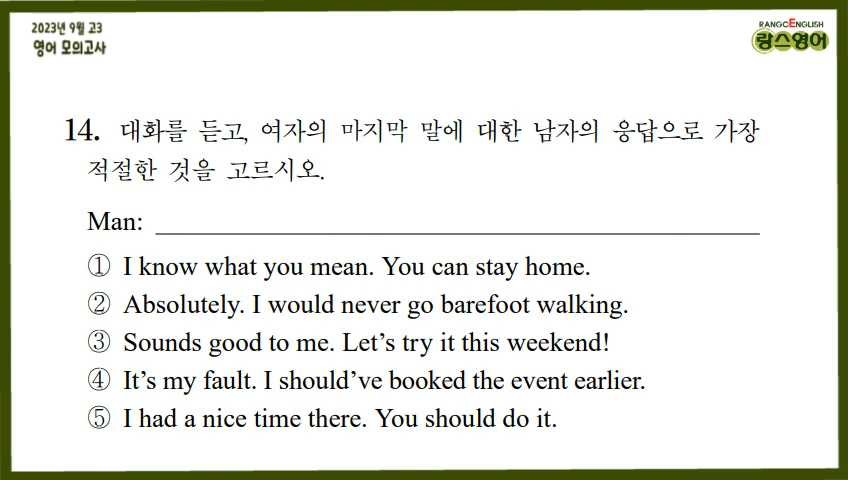 2023년 9월 고3
영어 모의고사
RANGOENGLISH
랑스영어
14. 대화를 듣고, 여자의 마지막 말에 대한 남자의 응답으로 가장
적절한 것을 고르시오.
Man: ____________________
① I know what you mean. You can stay home.
② Absolutely. I would never go barefoot walking.
③ Sounds good to me. Let’s try it this weekend!
④ It’s my fault. I should’ve booked the event earlier.
⑤ I had a nice time there. You should do it.